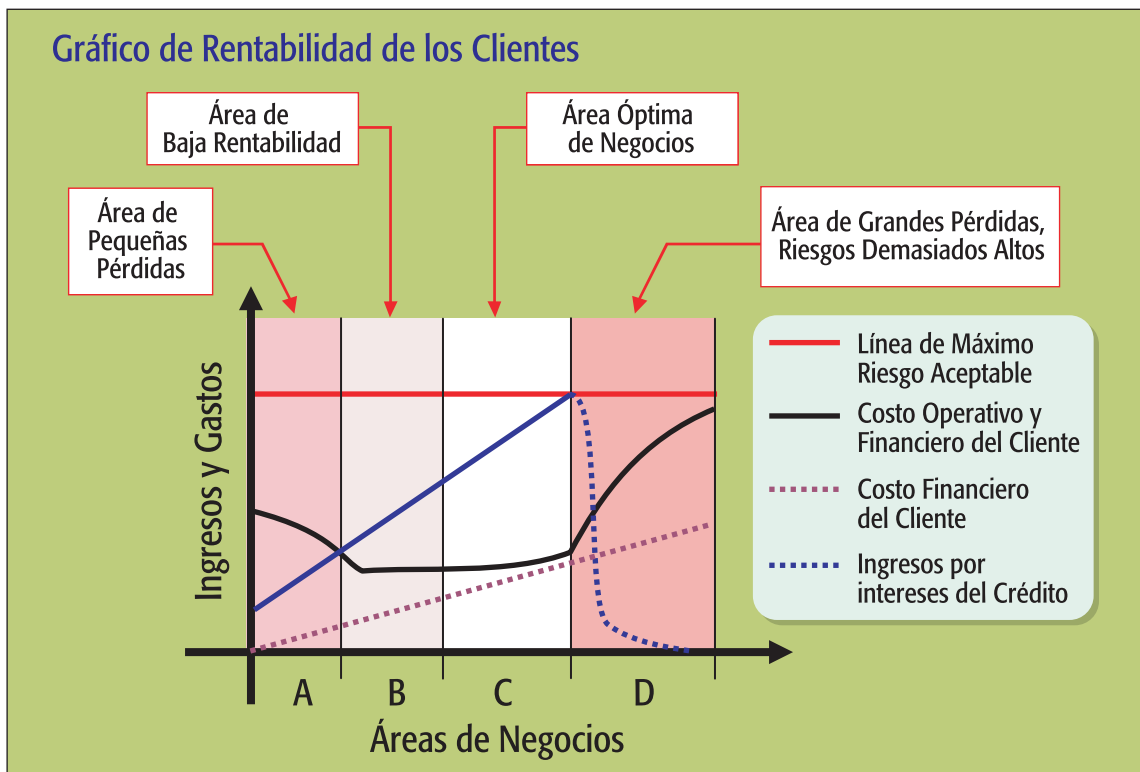 Gráfico de Rentabilidad de los Clientes
Área de
Baja Rentabilidad
Área Óptima
de Negocios
Área de
Pequeñas
Pérdidas
Área de Grandes Pérdidas,
Riesgos Demasiados Altos
Ingresos y Gastos
Línea de Máximo
Riesgo Aceptable
Costo Operativo y
Financiero del Cliente
Costo Financiero
del Cliente
Ingresos por
intereses del Crédito
A B C D
Áreas de Negocios